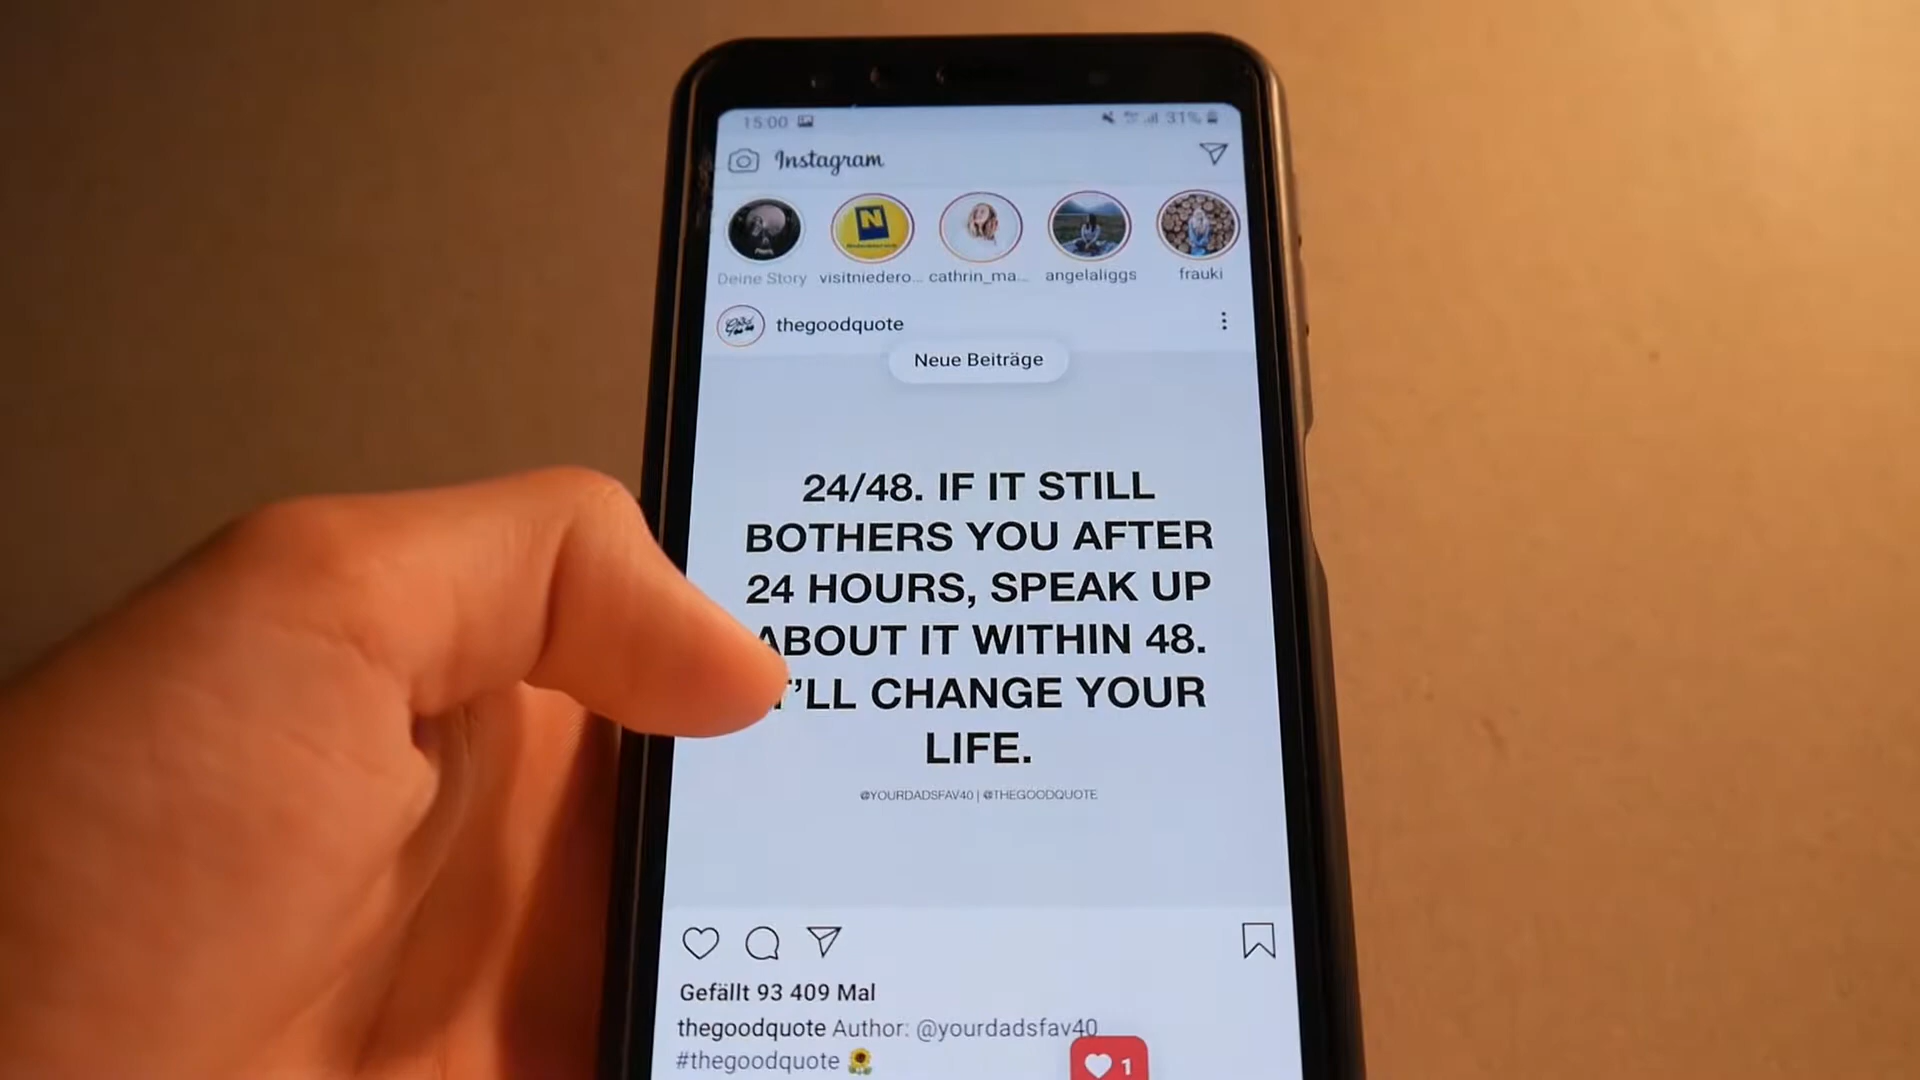 15:00
31%
Instagram
N
Deine Story
visitniedero...
cathrin_ma...
angelaliggs
frauki
thegoodquote
Neue Beiträge
24/48. IF IT STILL
BOTHERS YOU AFTER
24 HOURS, SPEAK UP
ABOUT IT WITHIN 48.
T'LL CHANGE YOUR
LIFE.
@YOURDADSFAV40 | @THEGOODQUOTE
Gefällt 93 409 Mal
thegoodquote Author: @yourdadsfav40
#thegoodquote 🌻
1